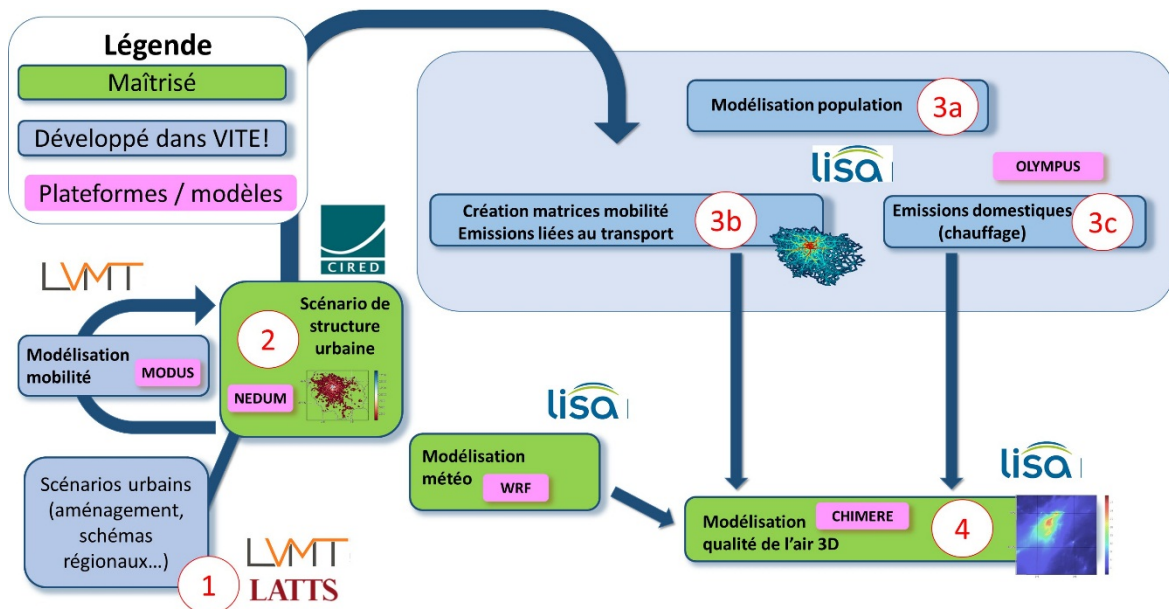 Légende
Maîtrisé
Développé dans VITE!
Plateformes / modèles
LVMT
CIRED
Modélisation
mobilité
MODUS
2
Scénario de
structure
urbaine
NEDUM
Scénarios urbains
(aménagement,
schémas
régionaux…)
1
LVMT
LATTS
Modélisation population
3a
lisa
OLYMPUS
Création matrices mobilité
Emissions liées au transport
3b
Emissions domestiques
(chauffage)
3c
lisa
Modélisation
météo
WRF
lisa
Modélisation
qualité de l’air 3D
CHIMERE
4